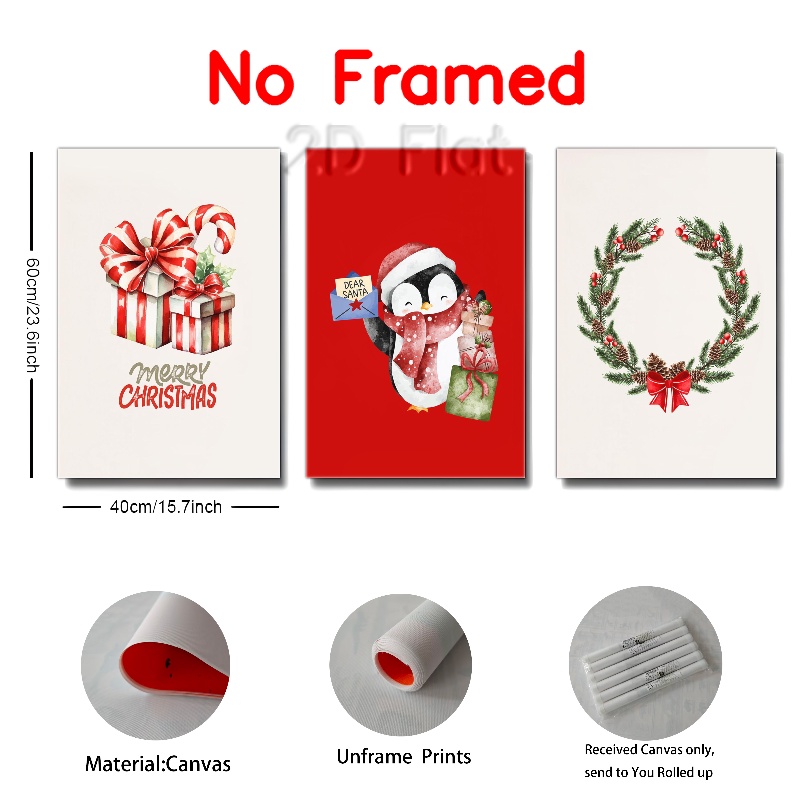 No Framed
2D Flat
60cm/23.6inch
DEAR
SANTA
MERRY
CHRISTMAS
40cm/15.7inch
Material:Canvas
Unframe Prints
Received Canvas only,
send to You Rolled up